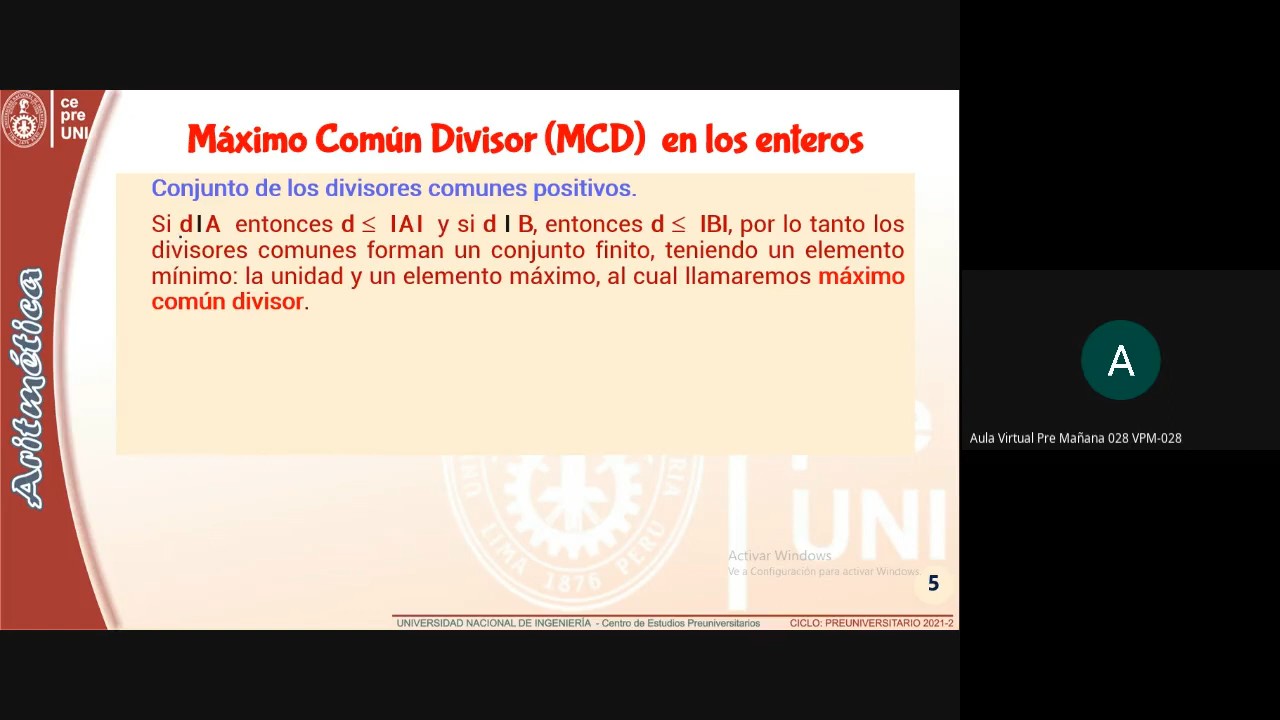 ce
pre
UNI
Máximo Común Divisor (MCD) en los enteros
Conjunto de los divisores comunes positivos.
Si d I A entonces d ≤ IAI y si d I B, entonces d ≤ IBI, por lo tanto los
divisores comunes forman un conjunto finito, teniendo un elemento
mínimo: la unidad y un elemento máximo, al cual llamaremos máximo
común divisor.
Aritmética
A
Aula Virtual Pre Mañana 028 VPM-028
UNI
LIMA 1876 PERU
Activar Windows
Ve a Configuración para activar Windows.
5
UNIVERSIDAD NACIONAL DE INGENIERÍA - Centro de Estudios Preuniversitarios CICLO: PREUNIVERSITARIO 2021-2